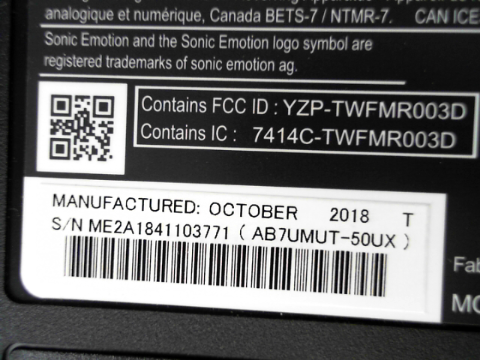 analogique et numérique, Canada BETS-7 / NTMR-7. CAN ICE
Sonic Emotion and the Sonic Emotion logo symbol are
registered trademarks of sonic emotion ag.
Contains FCC ID : YZP-TWFMR003D
Contains IC : 7414C-TWFMR003D
MANUFACTURED: OCTOBER 2018 T
S/N ME2A1841103771 ( AB7UMUT-50UX )
Fab
MO